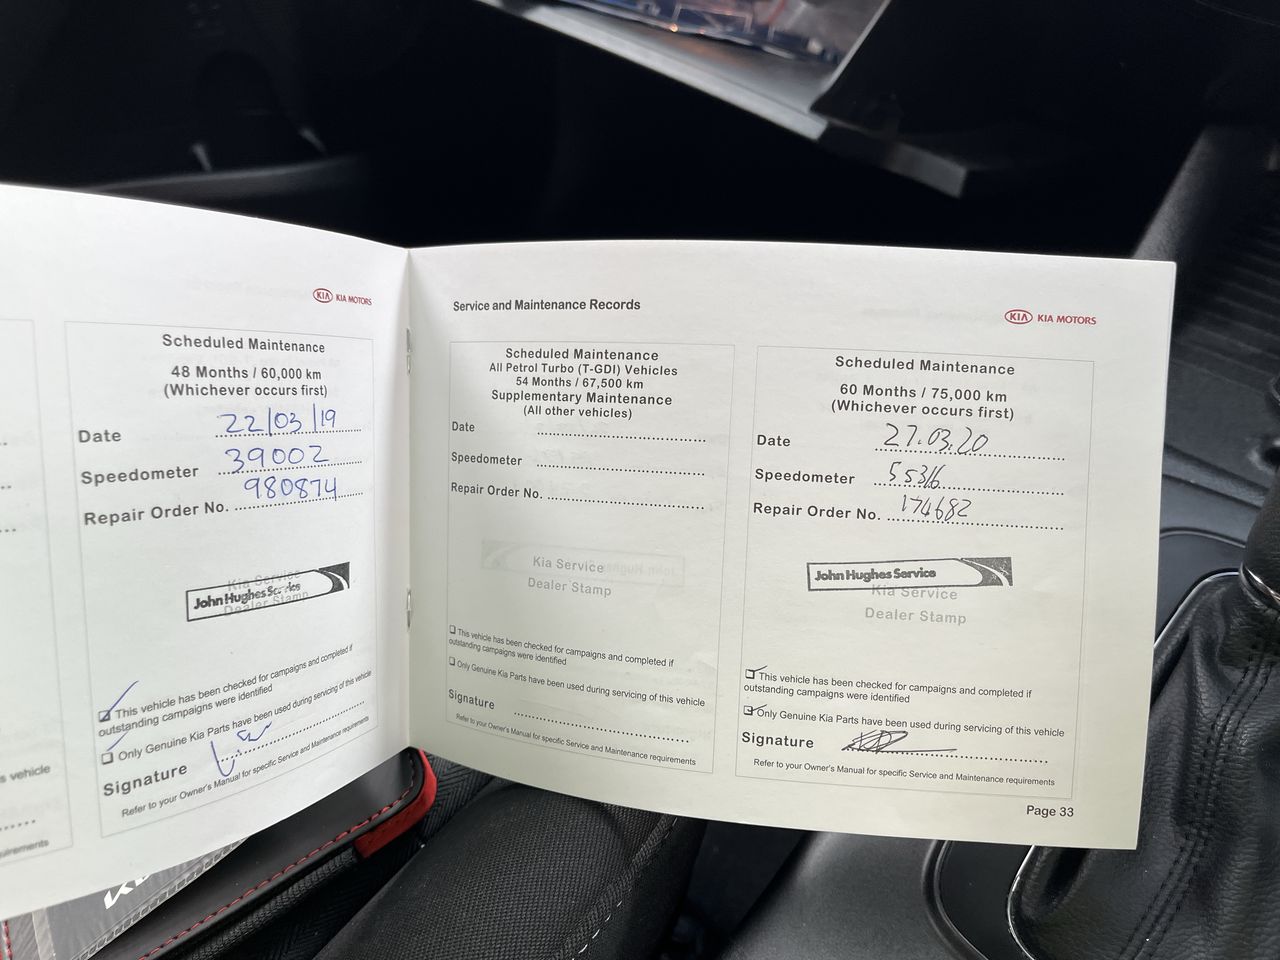 KIA KIA MOTORS
Scheduled Maintenance
48 Months / 60,000 km
(Whichever occurs first)
Date 22/03/19
Speedometer 39002
Repair Order No. 980874
Kia Service
John Hughes Service
Dealer Stamp
This vehicle has been checked for campaigns and completed if
outstanding campaigns were identified
Only Genuine Kia Parts have been used during servicing of this vehicle
Signature
Refer to your Owner's Manual for specific Service and Maintenance requirements
s vehicle
Service and Maintenance Records
KIA KIA MOTORS
Scheduled Maintenance
All Petrol Turbo (T-GDI) Vehicles
54 Months / 67,500 km
Supplementary Maintenance
(All other vehicles)
Date
Speedometer
Repair Order No.
Kia Service
Dealer Stamp
This vehicle has been checked for campaigns and completed if
outstanding campaigns were identified
Only Genuine Kia Parts have been used during servicing of this vehicle
Signature
Refer to your Owner's Manual for specific Service and Maintenance requirements
Scheduled Maintenance
60 Months / 75,000 km
(Whichever occurs first)
Date 27.03.20
Speedometer 55316
Repair Order No. 174682
John Hughes Service
Kia Service
Dealer Stamp
This vehicle has been checked for campaigns and completed if
outstanding campaigns were identified
Only Genuine Kia Parts have been used during servicing of this vehicle
Signature
Refer to your Owner's Manual for specific Service and Maintenance requirements
Page 33